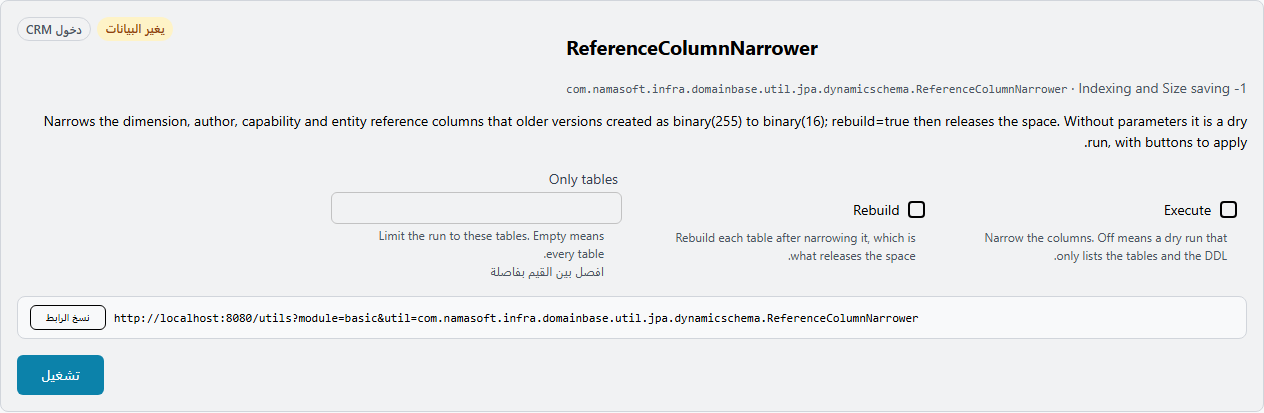 دخول CRM
يغير البيانات
ReferenceColumnNarrower
com.namasoft.infra.domainbase.util.jpa.dynamicschema.ReferenceColumnNarrower · Indexing and Size saving -1
Narrows the dimension, author, capability and entity reference columns that older versions created as binary(255) to binary(16); rebuild=true then releases the space. Without parameters it is a dry
.run, with buttons to apply
Execute
Narrow the columns. Off means a dry run that
.only lists the tables and the DDL
Rebuild
Rebuild each table after narrowing it, which is
.what releases the space
Only tables
Limit the run to these tables. Empty means
.every table
افصل بين القيم بفاصلة
نسخ الرابط
http://localhost:8080/utils?module=basic&util=com.namasoft.infra.domainbase.util.jpa.dynamicschema.ReferenceColumnNarrower
تشغيل